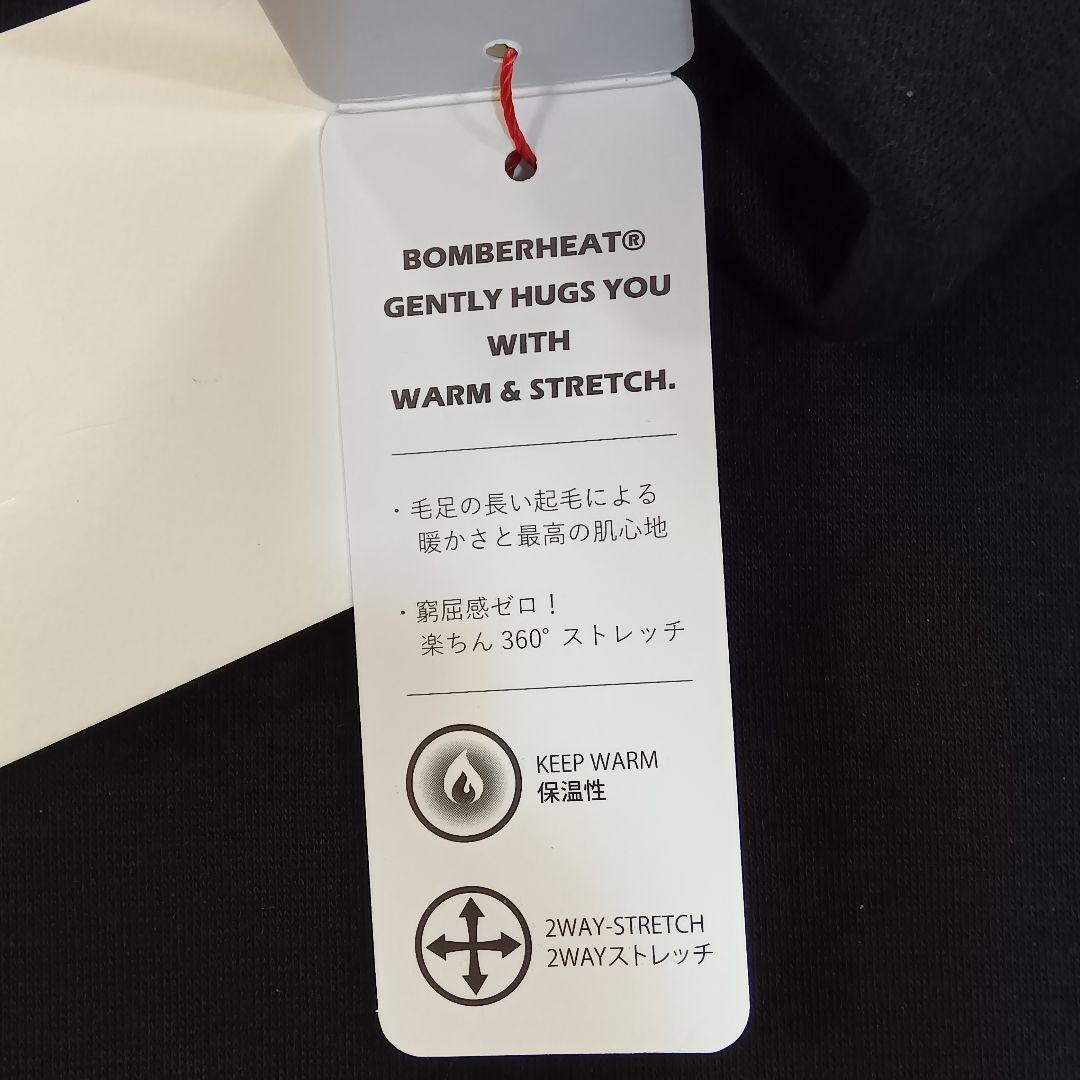 BOMBERHEAT®
GENTLY HUGS YOU
WITH
WARM & STRETCH.
・毛足の長い起毛による
暖かさと最高の肌心地
・窮屈感ゼロ！
楽ちん 360° ストレッチ
KEEP WARM
保温性
2WAY-STRETCH
2WAYストレッチ